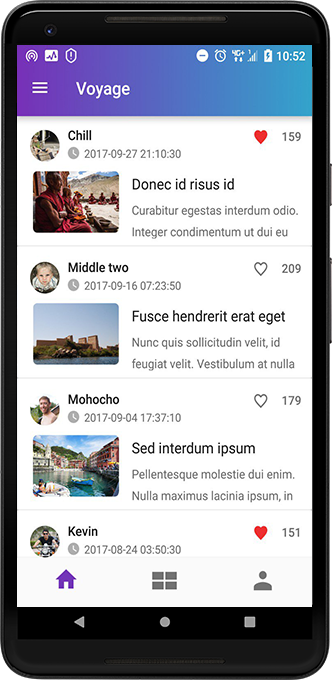 10:52
Voyage
Chill
159
2017-09-27 21:10:30
Donec id risus id
Curabitur egestas interdum odio.
Integer condimentum ut dui eu
Middle two
209
2017-09-16 07:23:50
Fusce hendrerit erat eget
Nunc quis sollicitudin velit, id
feugiat velit. Vestibulum at nulla
Mohocho
179
2017-09-04 17:37:10
Sed interdum ipsum
Pellentesque molestie dui enim.
Nulla maximus lacinia ipsum, in
Kevin
151
2017-08-24 03:50:30